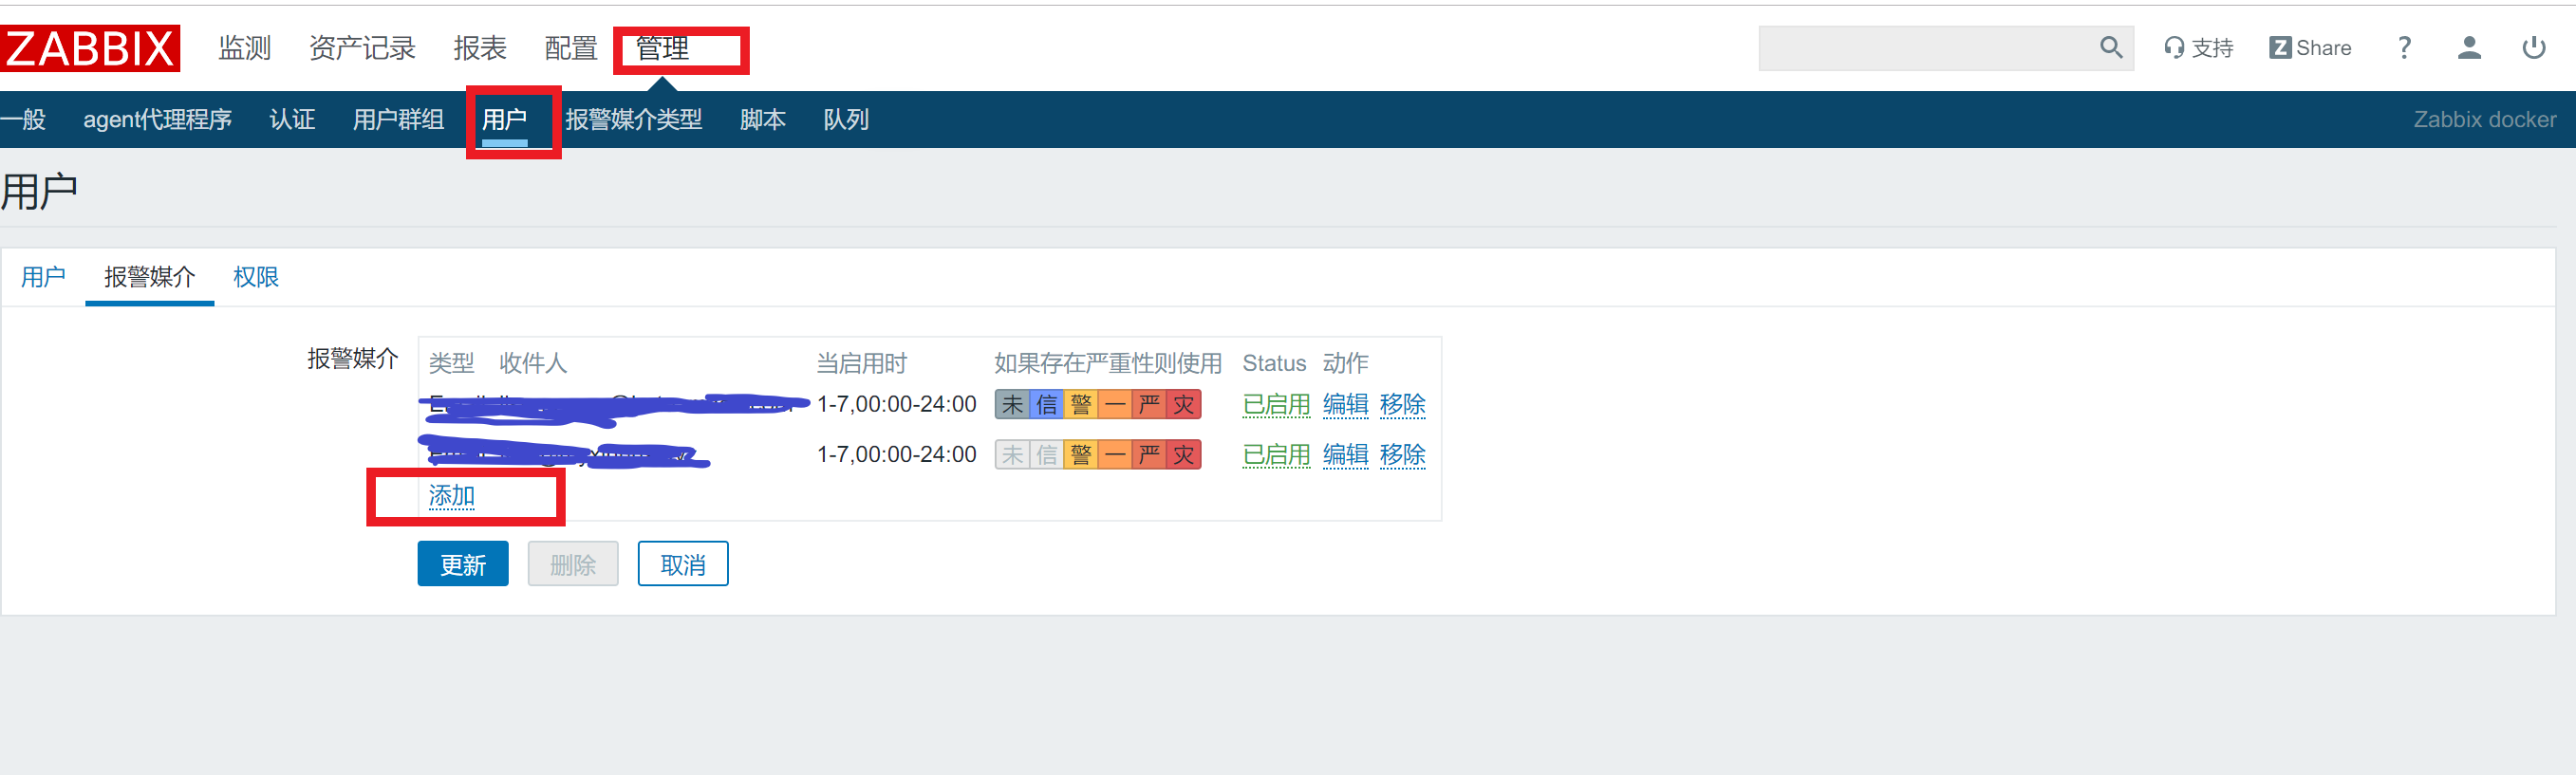 ZABBIX 监测 资产记录 报表 配置 管理 支持 Z Share ?
一般 agent代理程序 认证 用户群组 用户 报警媒介类型 脚本 队列 Zabbix docker
用户
用户 报警媒介 权限
报警媒介 类型 收件人 当启用时 如果存在严重性则使用 Status 动作
1-7,00:00-24:00 未 信 警 一 严 灾 已启用 编辑 移除
1-7,00:00-24:00 未 信 警 一 严 灾 已启用 编辑 移除
添加
更新 删除 取消